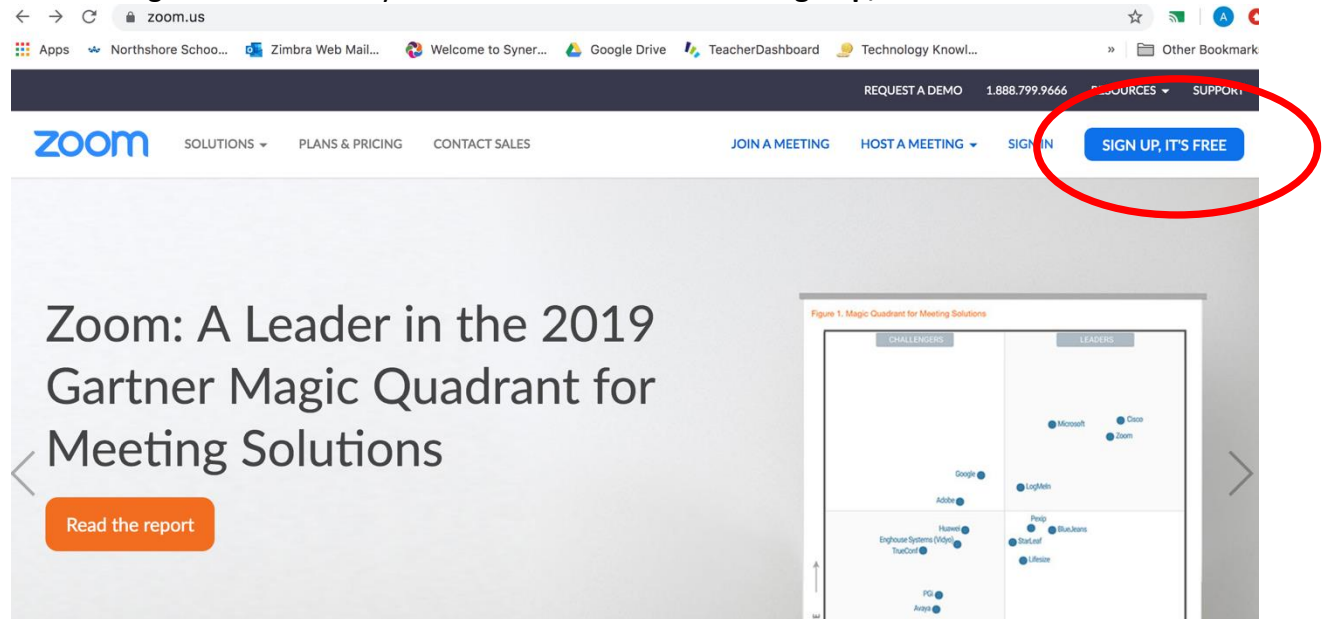 zoom.us
Apps Northshore Schoo... Zimbra Web Mail... Welcome to Syner... Google Drive TeacherDashboard Technology Knowl... » Other Bookmark
REQUEST A DEMO 1.888.799.9666 RESOURCES SUPPORT
zoom SOLUTIONS PLANS & PRICING CONTACT SALES JOIN A MEETING HOST A MEETING SIGN IN SIGN UP, IT'S FREE
Zoom: A Leader in the 2019
Gartner Magic Quadrant for
Meeting Solutions
Read the report
Figure 1. Magic Quadrant for Meeting Solutions
CHALLENGERS LEADERS
Microsoft Cisco
Zoom
Google LogMeIn
Adobe
Huawei Pexip BlueJeans
Enghouse Systems (Vidyo) StarLeaf
TrueConf Lifesize
PGi
Avaya